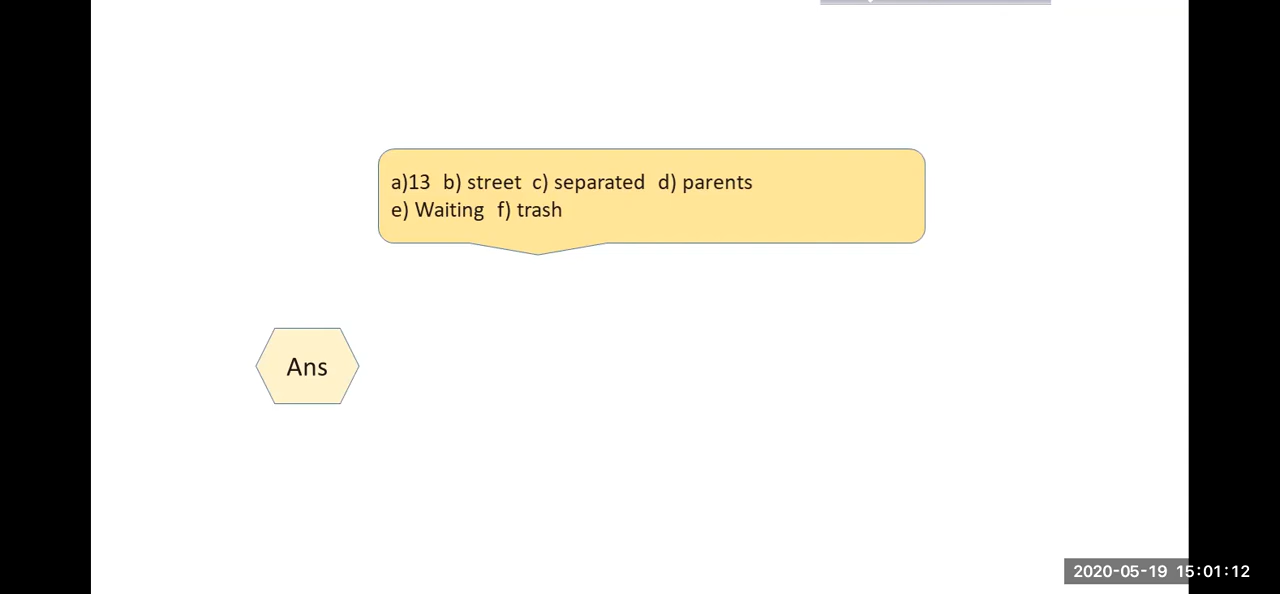 a)13 b) street c) separated d) parents
e) Waiting f) trash
Ans
2020-05-19 15:01:12